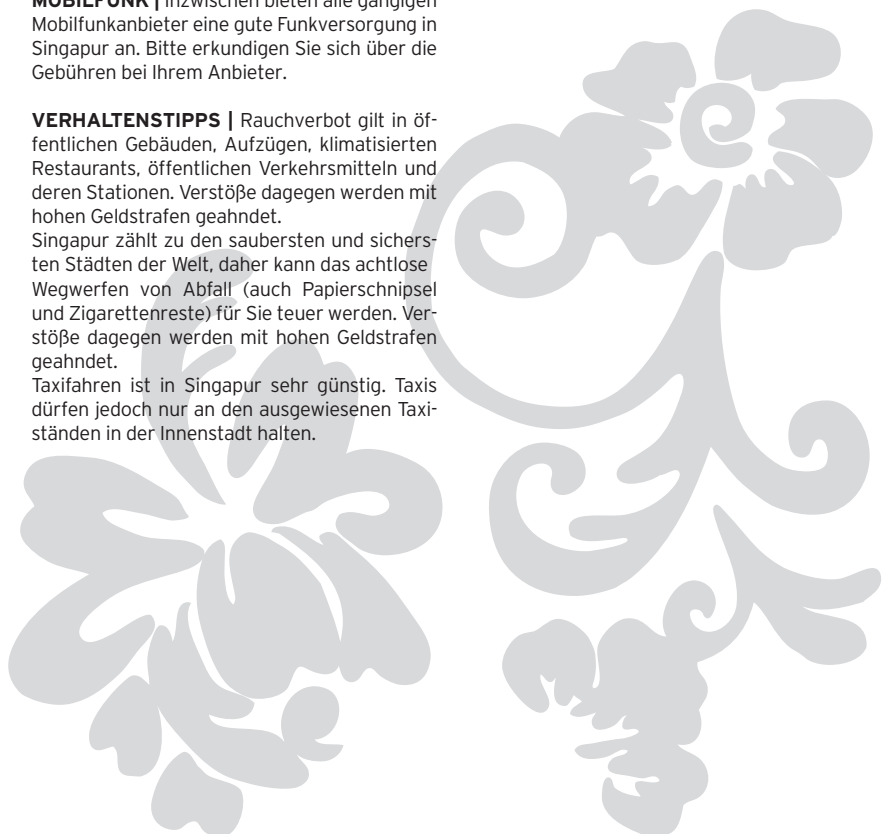 MOBILFUNK | Inzwischen bieten alle gängigen
Mobilfunkanbieter eine gute Funkversorgung in
Singapur an. Bitte erkundigen Sie sich über die
Gebühren bei Ihrem Anbieter.
VERHALTENSTIPPS | Rauchverbot gilt in öf-
fentlichen Gebäuden, Aufzügen, klimatisierten
Restaurants, öffentlichen Verkehrsmitteln und
deren Stationen. Verstöße dagegen werden mit
hohen Geldstrafen geahndet.
Singapur zählt zu den saubersten und sichers-
ten Städten der Welt, daher kann das achtlose
Wegwerfen von Abfall (auch Papierschnipsel
und Zigarettenreste) für Sie teuer werden. Ver-
stöße dagegen werden mit hohen Geldstrafen
geahndet.
Taxifahren ist in Singapur sehr günstig. Taxis
dürfen jedoch nur an den ausgewiesenen Taxi-
ständen in der Innenstadt halten.